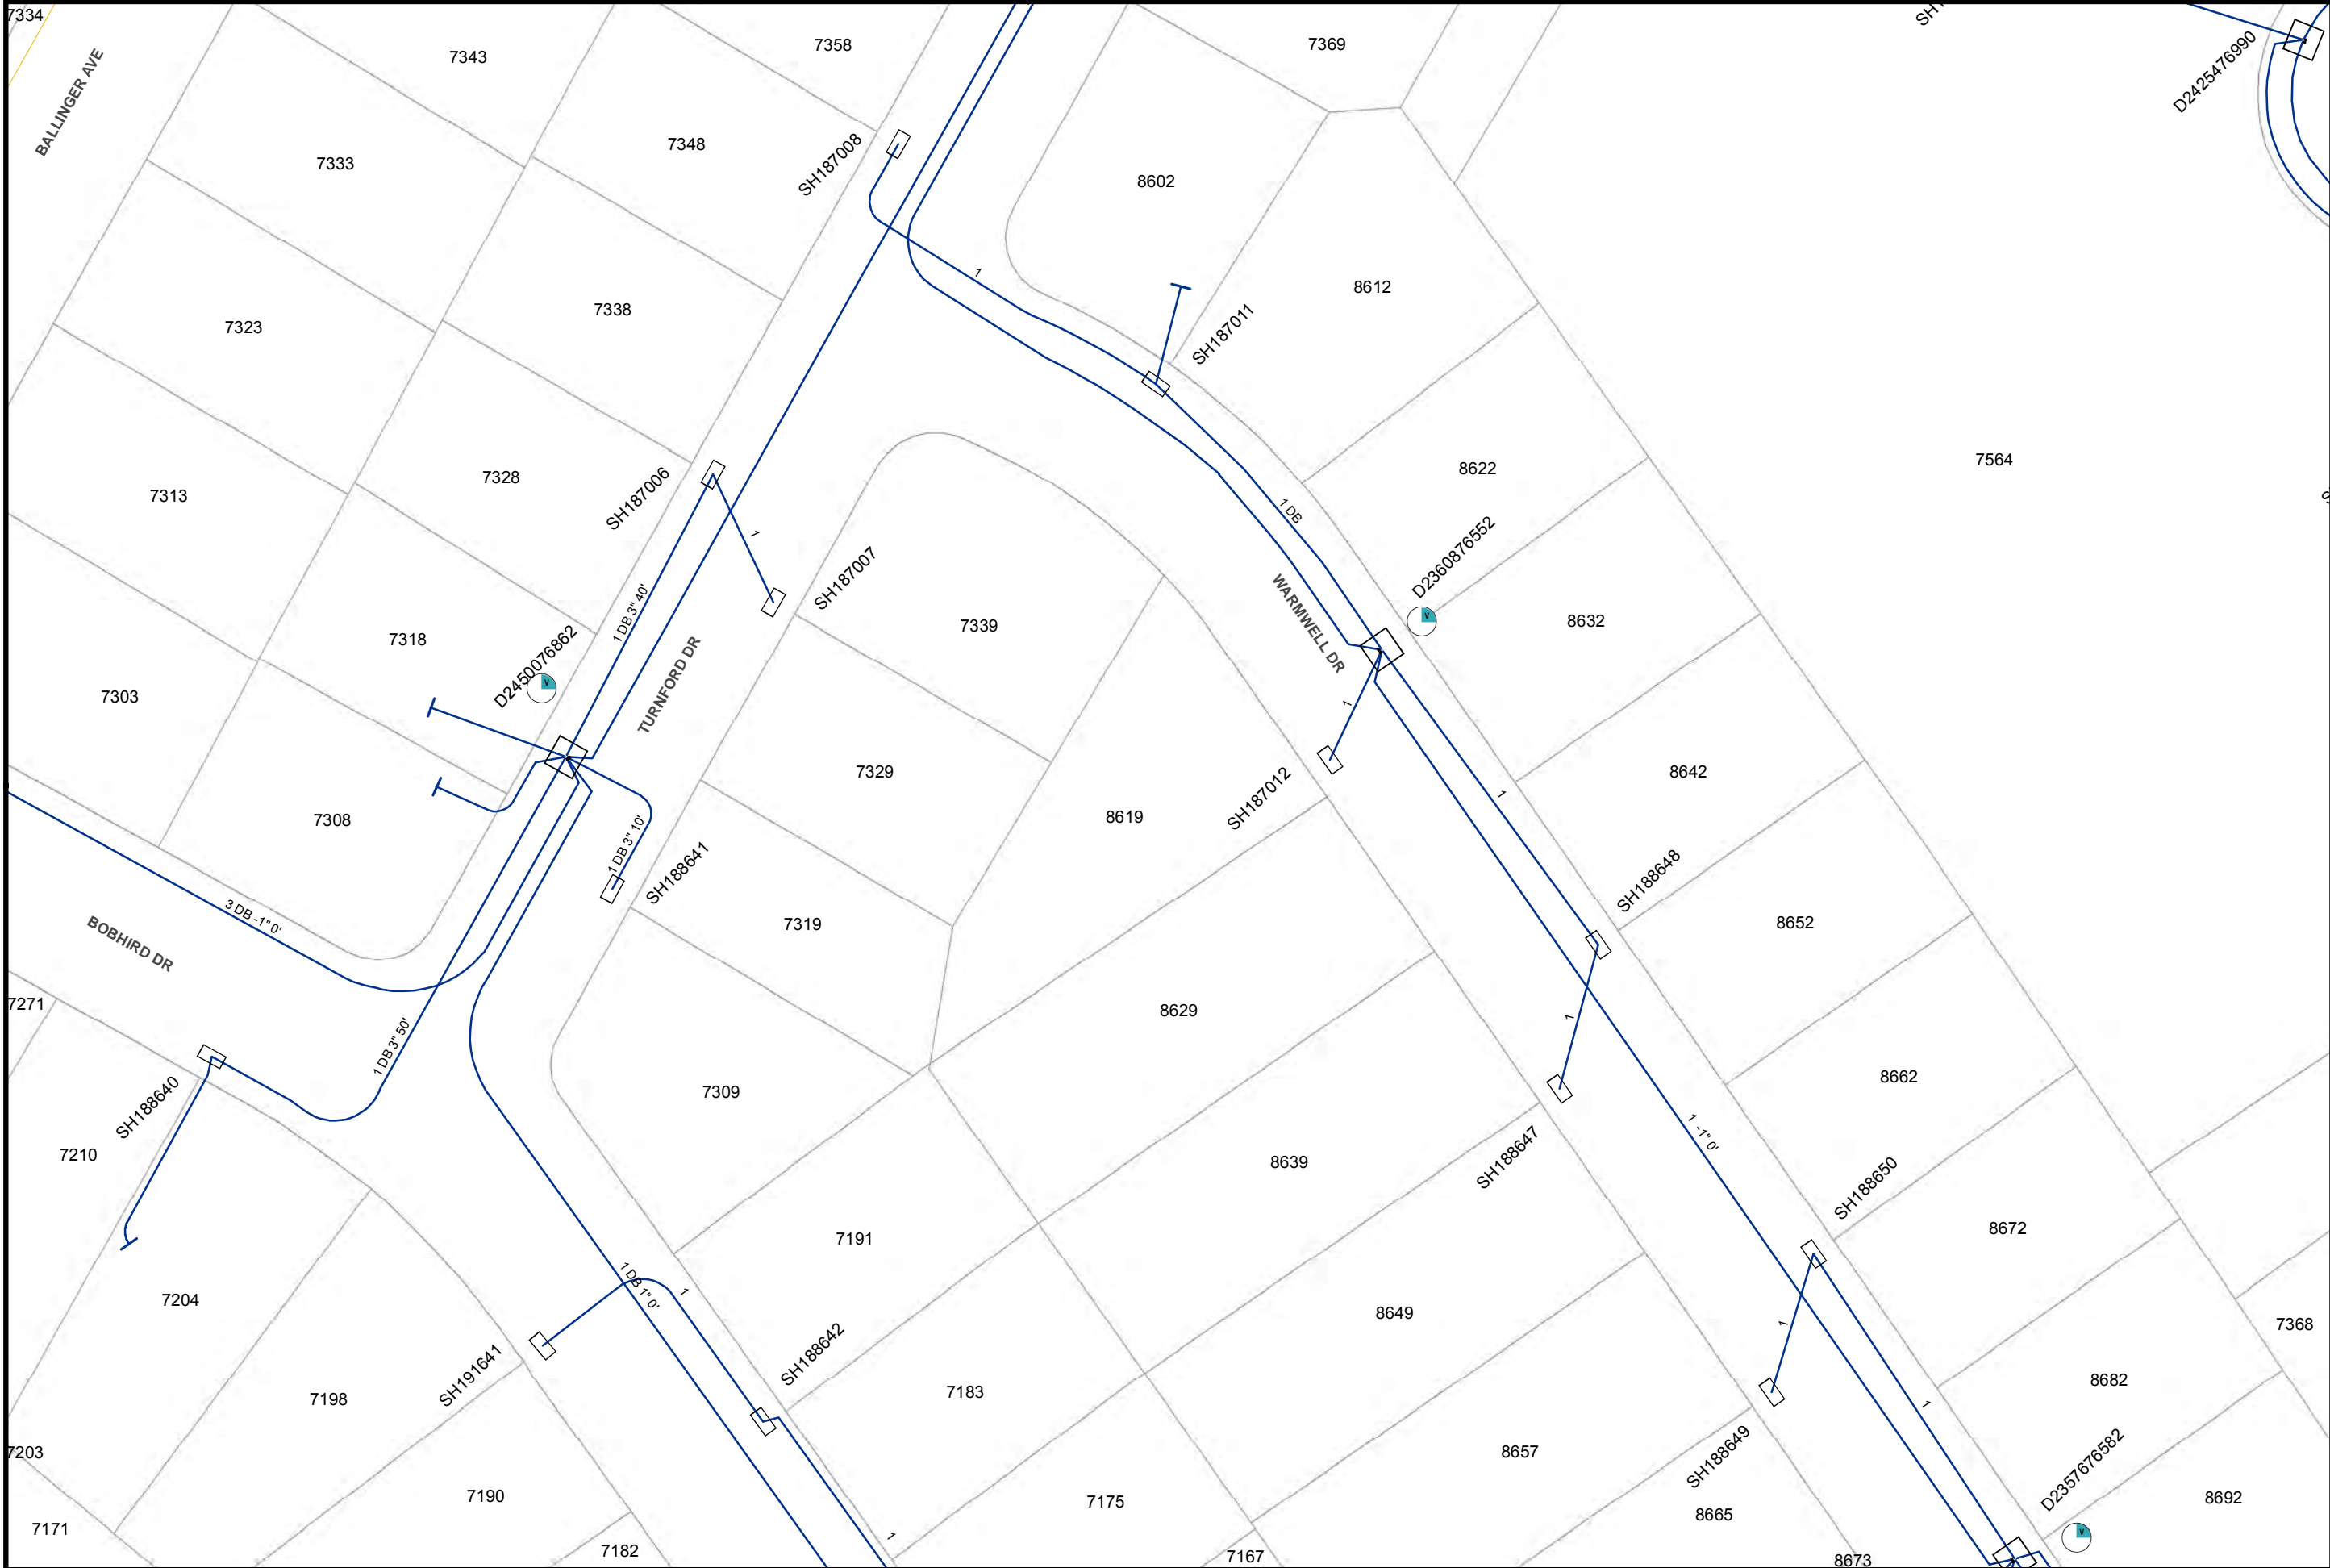 7334
BALLINGER AVE
7343
7358
7369
SH1
D2425476990
7333
7348
SH187008
8602
1
8612
SH187011
7323
7338
7313
7328
SH187006
1
1 DB
8622
7564
D2360876552
V
SH187007
7339
WARMWELL DR
8632
7318
1 DB 3" 40'
D2450076862
V
TURNFORD DR
7303
1
7329
SH187012
8642
1
7308
1 DB 3" 10'
SH188641
8619
SH188648
3 DB -1" 0'
BOBHIRD DR
7319
8652
7271
1 DB 3" 50'
8629
1
SH188640
7309
8662
1 -1" 0'
7210
8639
SH188647
SH188650
7191
8672
7204
1 DB 1" 0'
1
8649
1
7368
SH191641
SH188642
7198
7183
8682
1
7203
8657
SH188649
D2357676582
V
7190
7175
8692
7171
1
8665
7182
7167
8673